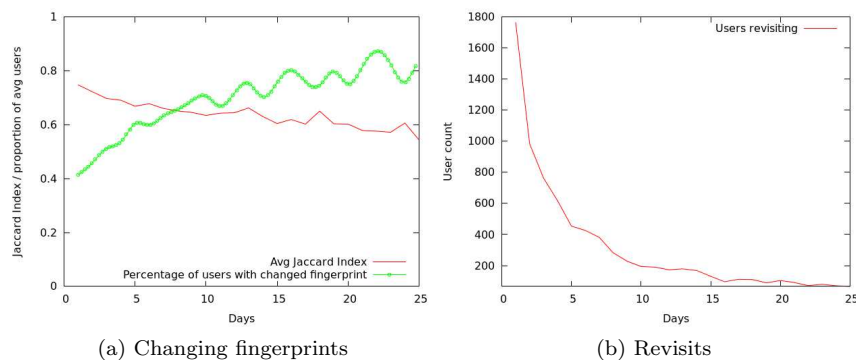 1
0.8
0.6
0.4
0.2
0
0 5 10 15 20 25
Jaccard Index / proportion of avg users
Days
Avg Jaccard Index
Percentage of users with changed fingerprint
(a) Changing fingerprints
1800
1600
1400
1200
1000
800
600
400
200
0 5 10 15 20 25
User count
Days
Users revisiting
(b) Revisits